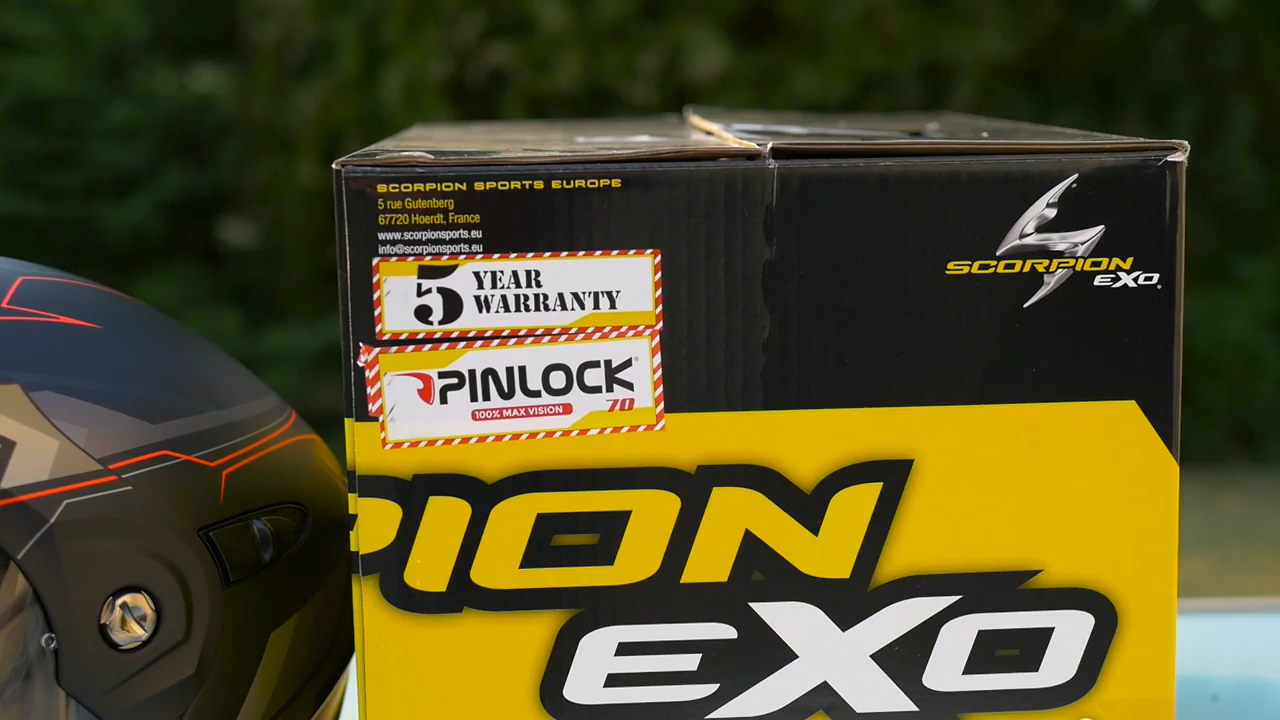 SCORPION SPORTS EUROPE
5 rue Gutenberg
67720 Hoerdt, France
www.scorpionsports.eu
info@scorpionsports.eu
5 YEAR
WARRANTY
PINLOCK®
100% MAX VISION 70
SCORPION
EXO®
PION
EXO